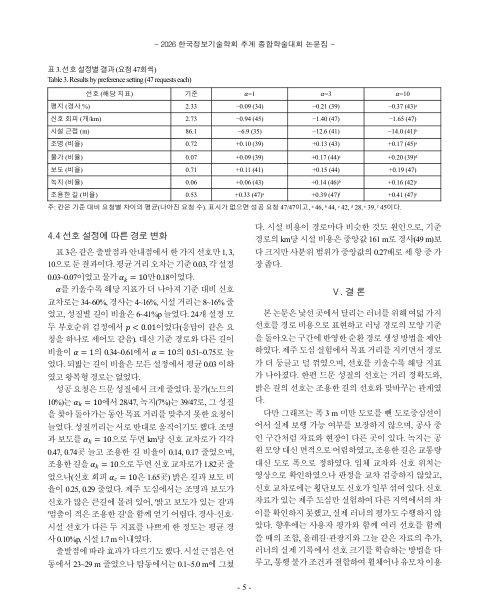 – 2026 한국정보기술학회 추계 종합학술대회 논문집 –
표 3. 선호 설정별 결과 (요청 47회씩)
Table 3. Results by preference setting (47 requests each)
선호 (해당 지표) 기준 α=1 α=3 α=10
평지 (경사 %) 2.33 −0.09 (34) −0.21 (39) −0.37 (43)ᵃ
신호 회피 (개/km) 2.73 −0.94 (45) −1.40 (47) −1.65 (47)
시설 근접 (m) 86.1 −6.9 (35) −12.6 (41) −14.0 (41)ᵇ
조명 (비율) 0.72 +0.10 (39) +0.13 (43) +0.17 (45)ᵃ
물가 (비율) 0.07 +0.09 (39) +0.17 (44)ᶜ +0.20 (39)ᵈ
보도 (비율) 0.71 +0.11 (41) +0.15 (44) +0.19 (47)
녹지 (비율) 0.06 +0.06 (43) +0.14 (46)ᵇ +0.16 (42)ᵉ
조용한 길 (비율) 0.53 +0.33 (47)ᵃ +0.39 (47)ᶠ +0.41 (47)ᶠ
주: 칸은 기준 대비 요청별 차이의 평균(나아진 요청 수). 표시가 없으면 성공 요청 47/47이고, ᵃ 46, ᵇ 44, ᶜ 42, ᵈ 28, ᵉ 39, ᶠ 45이다.
4.4 선호 설정에 따른 경로 변화
표 3은 같은 출발점과 안내점에서 한 가지 선호만 1, 3,
10으로 둔 결과이다. 평균 거리 오차는 기준 0.03, 각 설정
0.03–0.07이었고 물가 αₖ = 10만 0.18이었다.
α를 키울수록 해당 지표가 더 나아져 기준 대비 신호
교차로는 34–60%, 경사는 4–16%, 시설 거리는 8–16% 줄
었고, 성질별 길이 비율은 6–41%p 늘었다. 24개 설정 모
두 부호순위 검정에서 p < 0.01이었다(응답이 같은 요
청을 하나로 세어도 같음). 대신 기준 경로와 다른 길이
비율이 α = 1의 0.34–0.61에서 α = 10의 0.51–0.75로 늘
었다. 되밟는 길이 비율은 모든 설정에서 평균 0.03 이하
였고 왕복형 경로는 없었다.
성공 요청은 드문 성질에서 크게 줄었다. 물가(노드의
10%)는 αₖ = 10에서 28/47, 녹지(7%)는 39/47로, 그 성질
을 찾아 돌아가는 동안 목표 거리를 맞추지 못한 요청이
늘었다. 성질끼리는 서로 반대로 움직이기도 했다. 조명
과 보도를 αₖ = 10으로 두면 km당 신호 교차로가 각각
0.47, 0.74곳 늘고 조용한 길 비율이 0.14, 0.17 줄었으며,
조용한 길을 αₖ = 10으로 두면 신호 교차로가 1.82곳 줄
었으나(신호 회피 αₑ = 10은 1.65곳) 밝은 길과 보도 비
율이 0.25, 0.29 줄었다. 제주 도심에서는 조명과 보도가
신호가 많은 큰길에 몰려 있어, '밝고 보도가 있는 길'과
'멈춤이 적은 조용한 길'을 함께 얻기 어렵다. 경사·신호·
시설 선호가 다른 두 지표를 나쁘게 한 정도는 평균 경
사 0.10%p, 시설 1.7 m 이내였다.
출발점에 따라 효과가 다르기도 했다. 시설 근접은 연
동에서 23–29 m 줄었으나 탑동에서는 0.1–5.0 m에 그쳤
다. 시설 비용이 경로마다 비슷한 것도 원인으로, 기준
경로의 km당 시설 비용은 중앙값 161 m로 경사(49 m)보
다 크지만 사분위 범위가 중앙값의 0.27배로 세 항 중 가
장 좁다.
Ⅴ. 결 론
본 논문은 낯선 곳에서 달리는 러너를 위해 여덟 가지
선호를 경로 비용으로 표현하고 러닝 경로의 모양 기준
을 돌아오는 구간에 반영한 순환 경로 생성 방법을 제안
하였다. 제주 도심 실험에서 목표 거리를 지키면서 경로
가 더 둥글고 덜 꺾였으며, 선호를 키울수록 해당 지표
가 나아졌다. 한편 드문 성질의 선호는 거리 정확도와,
밝은 길의 선호는 조용한 길의 선호와 맞바꾸는 관계였
다.
다만 그래프는 폭 3 m 미만 도로를 뺀 도로중심선이
어서 실제 보행 가능 여부를 보장하지 않으며, 공사 중
인 구간처럼 자료와 현장이 다른 곳이 있다. 녹지는 공
원 모양 대신 면적으로 어림하였고, 조용한 길은 교통량
대신 도로 폭으로 정하였다. 입체 교차와 신호 위치는
영상으로 확인하였으나 판정을 교차 검증하지 않았고,
신호 교차로에는 횡단보도 신호가 일부 섞여 있다. 신호
자료가 있는 제주 도심만 실험하여 다른 지역에서의 차
이를 확인하지 못했고, 실제 러너의 평가도 수행하지 않
았다. 향후에는 사용자 평가와 함께 여러 선호를 함께
쓸 때의 조합, 올레길·관광지와 그늘 같은 자료의 추가,
러너의 실제 기록에서 선호 크기를 학습하는 방법을 다
루고, 통행 불가 조건과 결합하여 휠체어나 유모차 이용
- 5 -